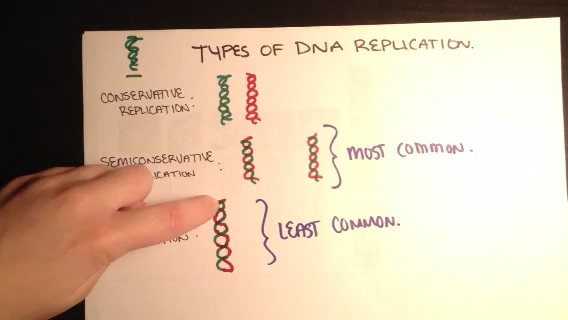 TYPES OF DNA REPLICATION.
CONSERVATIVE.
REPLICATION.
SEMICONSERVATIVE.
MOST COMMON.
LEAST COMMON.